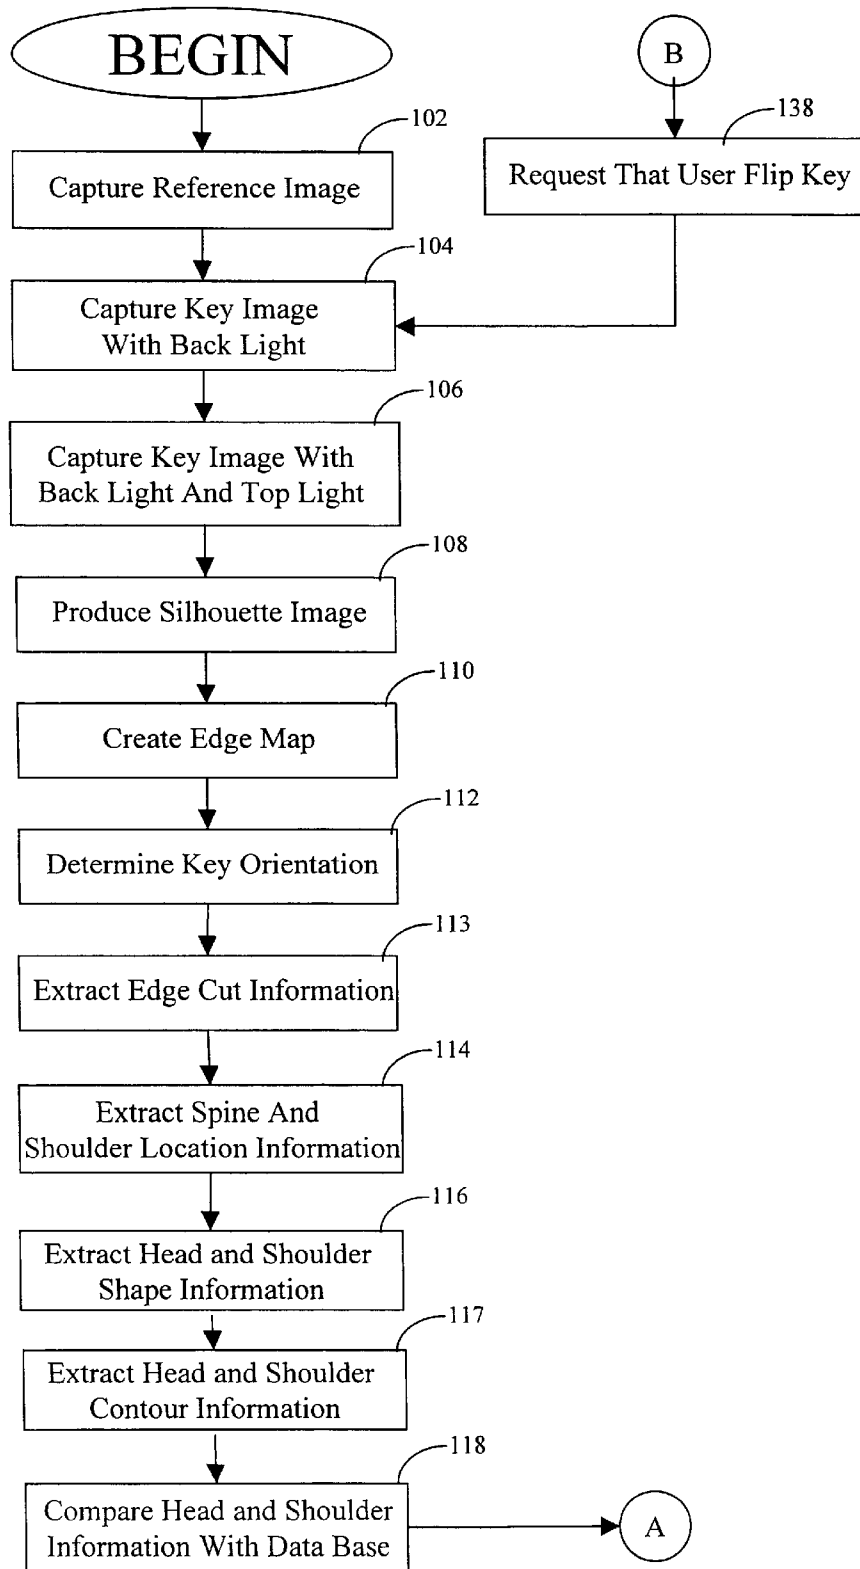 BEGIN
B
102
138
Capture Reference Image
Request That User Flip Key
104
Capture Key Image
With Back Light
106
Capture Key Image With
Back Light And Top Light
108
Produce Silhouette Image
110
Create Edge Map
112
Determine Key Orientation
113
Extract Edge Cut Information
114
Extract Spine And
Shoulder Location Information
116
Extract Head and Shoulder
Shape Information
117
Extract Head and Shoulder
Contour Information
118
Compare Head and Shoulder
Information With Data Base
A